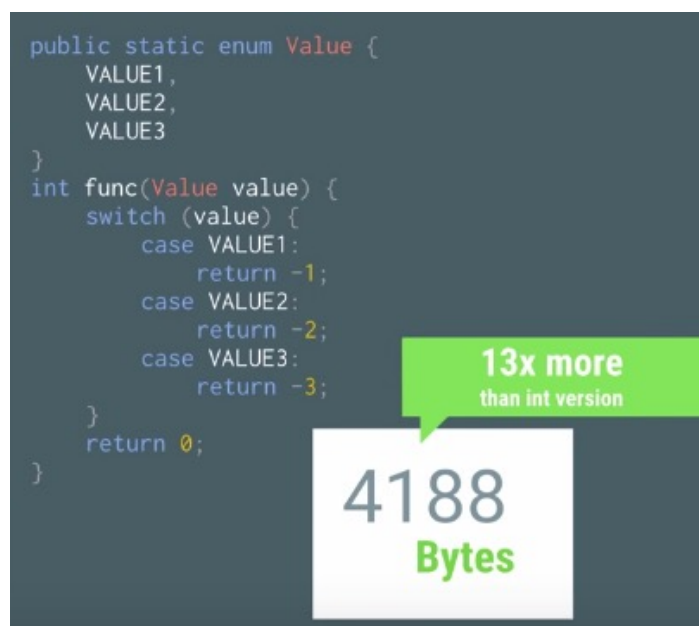 public static enum Value {
    VALUE1,
    VALUE2,
    VALUE3
}
int func(Value value) {
    switch (value) {
        case VALUE1:
            return -1;
        case VALUE2:
            return -2;
        case VALUE3:
            return -3;
    }
    return 0;
}
13x more
than int version
4188
Bytes